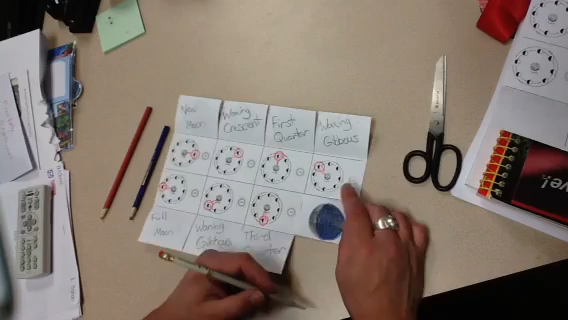 New
Moon
Waxing
Crescent
First
Quarter
Waxing
Gibbous
Full
Moon
Waning
Gibbous
Third
Quarter